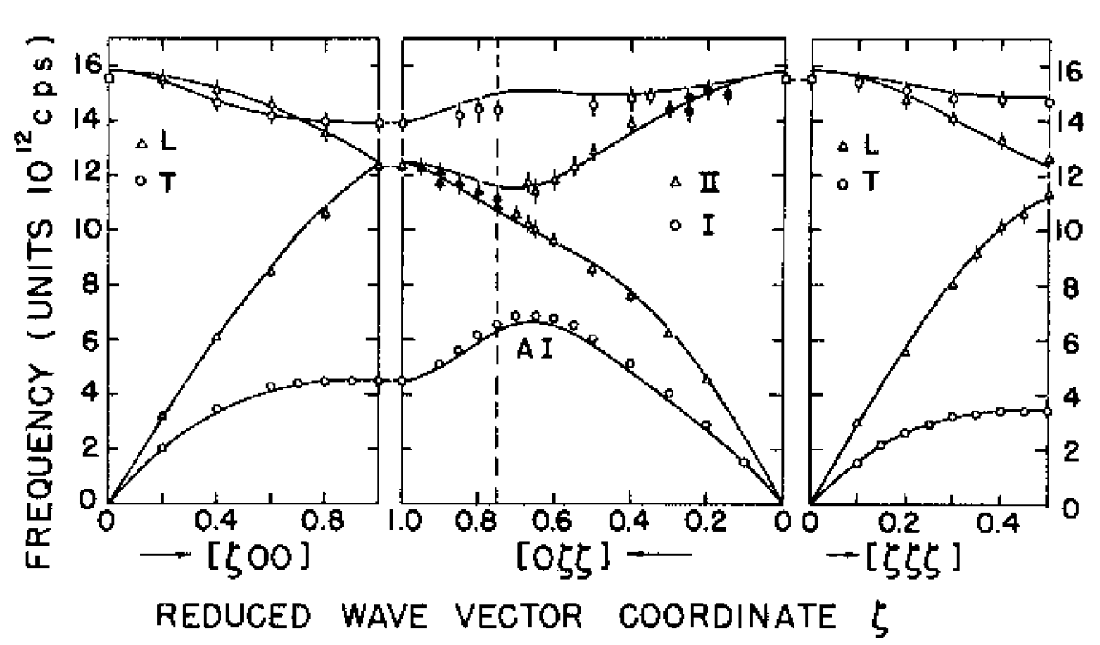 FREQUENCY (UNITS 10¹² cps)
16
14
12
10
8
6
4
2
0
△ L
○ T
△ II
○ I
AI
△ L
○ T
16
14
12
10
8
6
4
2
0
0 0.4 0.8 1.0 0.8 0.6 0.4 0.2 0 0 0.2 0.4
→ [ζ00] [0ζζ] ← → [ζζζ]
REDUCED WAVE VECTOR COORDINATE ζ